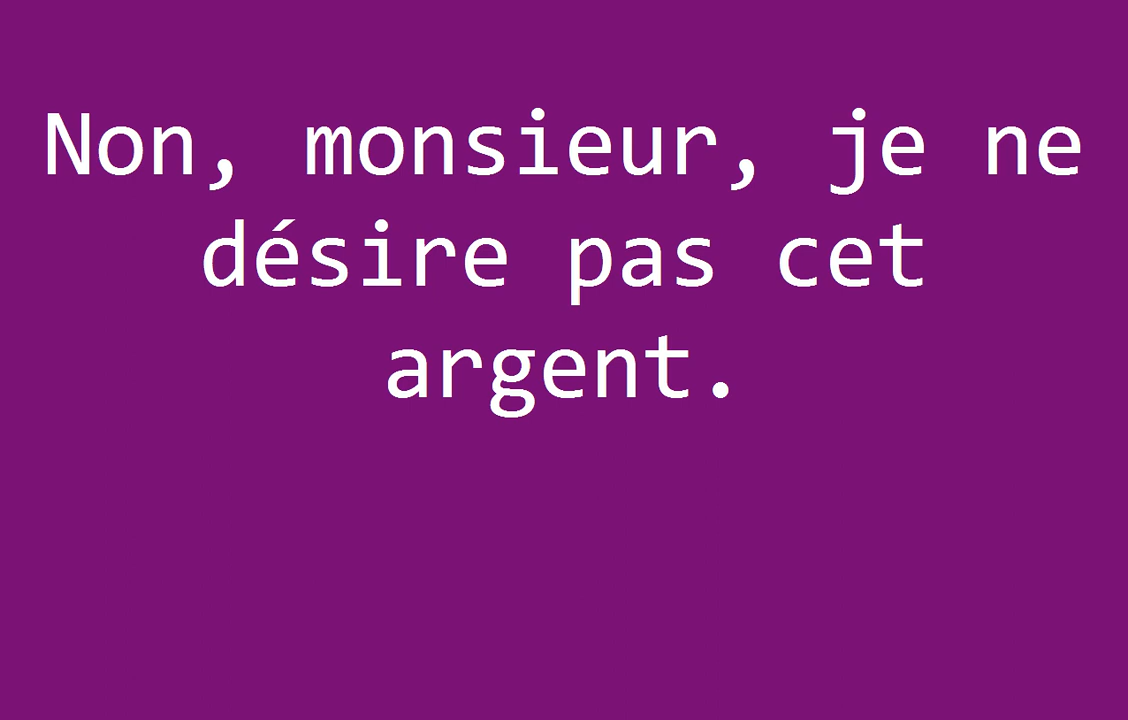 Non, monsieur, je ne
désire pas cet
argent.